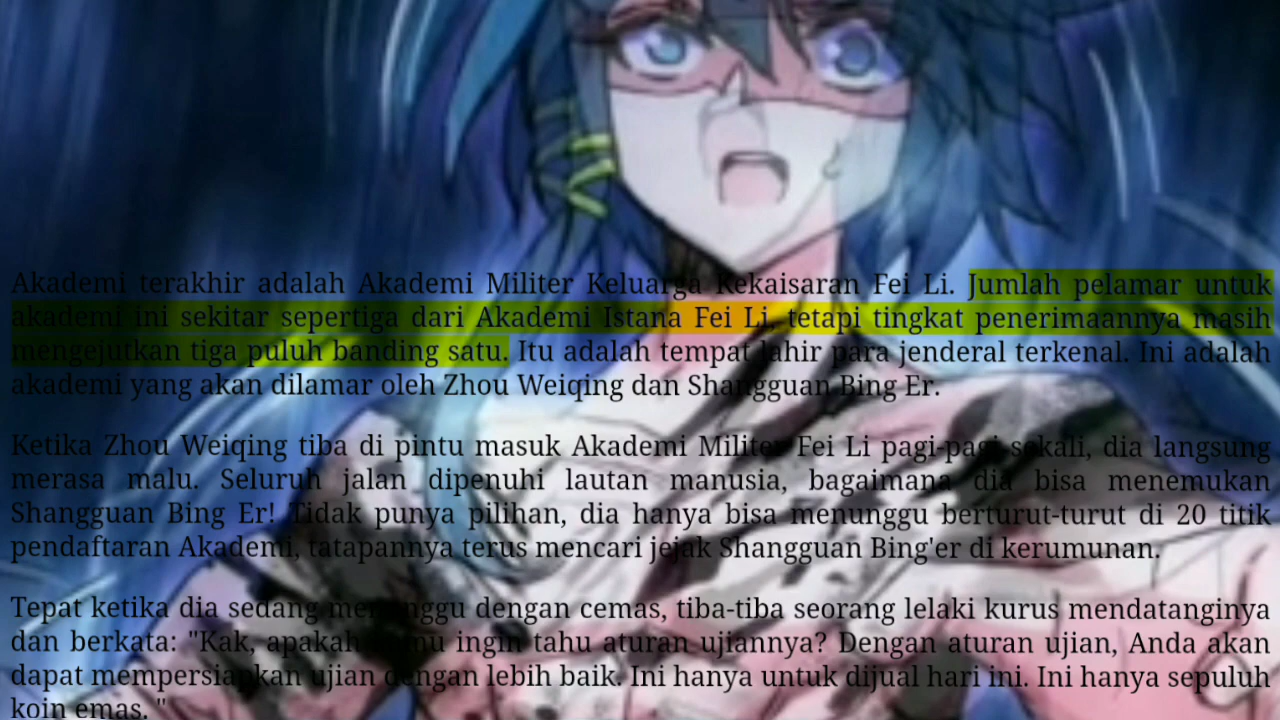 Akademi terakhir adalah Akademi Militer Keluarga Kekaisaran Fei Li. Jumlah pelamar untuk
akademi ini sekitar sepertiga dari Akademi Istana Fei Li, tetapi tingkat penerimaannya masih
mengejutkan tiga puluh banding satu. Itu adalah tempat lahir para jenderal terkenal. Ini adalah
akademi yang akan dilamar oleh Zhou Weiqing dan Shangguan Bing Er.
Ketika Zhou Weiqing tiba di pintu masuk Akademi Militer Fei Li pagi-pagi sekali, dia langsung
merasa malu. Seluruh jalan dipenuhi lautan manusia, bagaimana dia bisa menemukan
Shangguan Bing Er! Tidak punya pilihan, dia hanya bisa menunggu berturut-turut di 20 titik
pendaftaran Akademi, tatapannya terus mencari jejak Shangguan Bing'er di kerumunan.
Tepat ketika dia sedang menunggu dengan cemas, tiba-tiba seorang lelaki kurus mendatanginya
dan berkata: "Kak, apakah kamu ingin tahu aturan ujiannya? Dengan aturan ujian, Anda akan
dapat mempersiapkan ujian dengan lebih baik. Ini hanya untuk dijual hari ini. Ini hanya sepuluh
koin emas. "